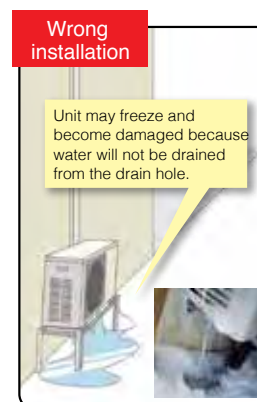 Wrong
installation
Unit may freeze and
become damaged because
water will not be drained
from the drain hole.